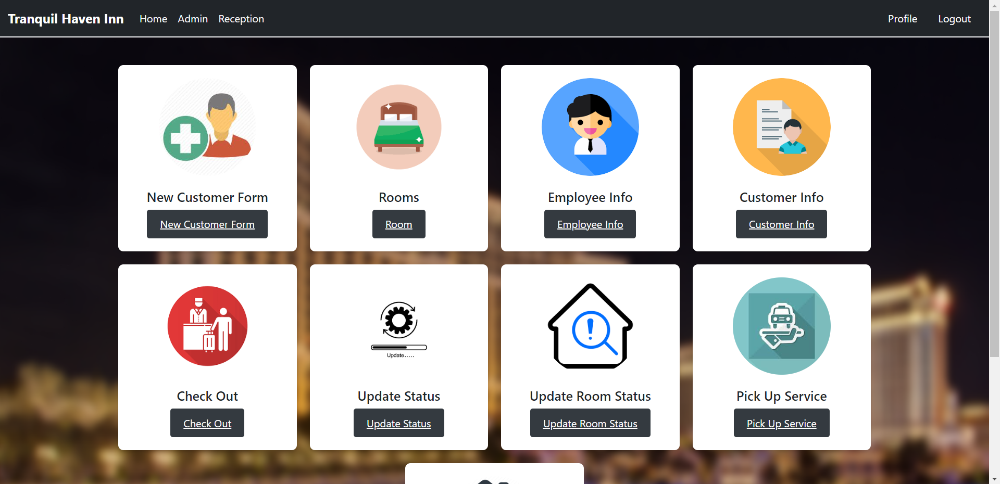 Tranquil Haven Inn Home Admin Reception Profile Logout
New Customer Form Rooms Employee Info Customer Info
New Customer Form Room Employee Info Customer Info
Update.....
Check Out Update Status Update Room Status Pick Up Service
Check Out Update Status Update Room Status Pick Up Service